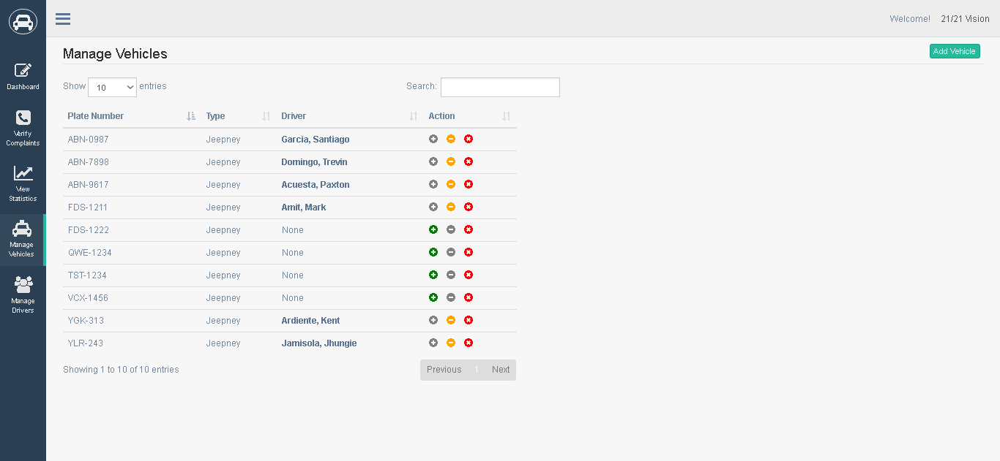 Welcome! 21/21 Vision
Manage Vehicles
Add Vehicle
Dashboard
Verify
Complaints
View
Statistics
Manage
Vehicles
Manage
Drivers
Show 10 entries
Search:
Plate Number Type Driver Action
ABN-0987 Jeepney Garcia, Santiago
ABN-7898 Jeepney Domingo, Trevin
ABN-9617 Jeepney Acuesta, Paxton
FDS-1211 Jeepney Amit, Mark
FDS-1222 Jeepney None
QWE-1234 Jeepney None
TST-1234 Jeepney None
VCX-1456 Jeepney None
YGK-313 Jeepney Ardiente, Kent
YLR-243 Jeepney Jamisola, Jhungie
Showing 1 to 10 of 10 entries
Previous 1 Next